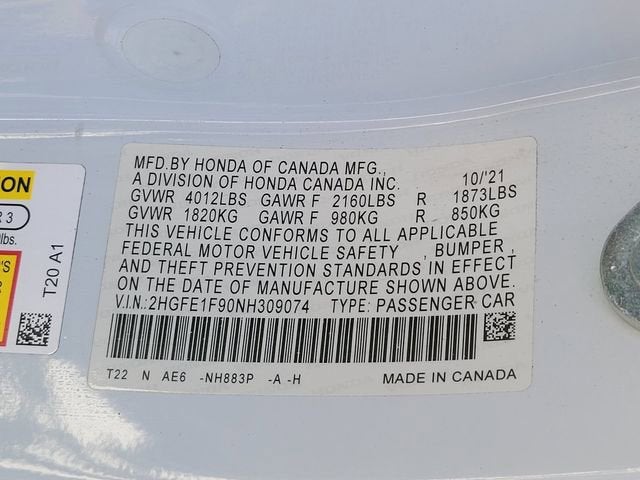 MFD.BY HONDA OF CANADA MFG.,
A DIVISION OF HONDA CANADA INC. 10/'21
GVWR 4012LBS GAWR F 2160LBS R 1873LBS
GVWR 1820KG GAWR F 980KG R 850KG
THIS VEHICLE CONFORMS TO ALL APPLICABLE
FEDERAL MOTOR VEHICLE SAFETY , BUMPER ,
AND THEFT PREVENTION STANDARDS IN EFFECT
ON THE DATE OF MANUFACTURE SHOWN ABOVE.
V.I.N.:2HGFE1F90NH309074 TYPE: PASSENGER CAR
T22 N AE6 -NH883P -A -H MADE IN CANADA
ION
R 3
lbs.
'S
R
T20 A1